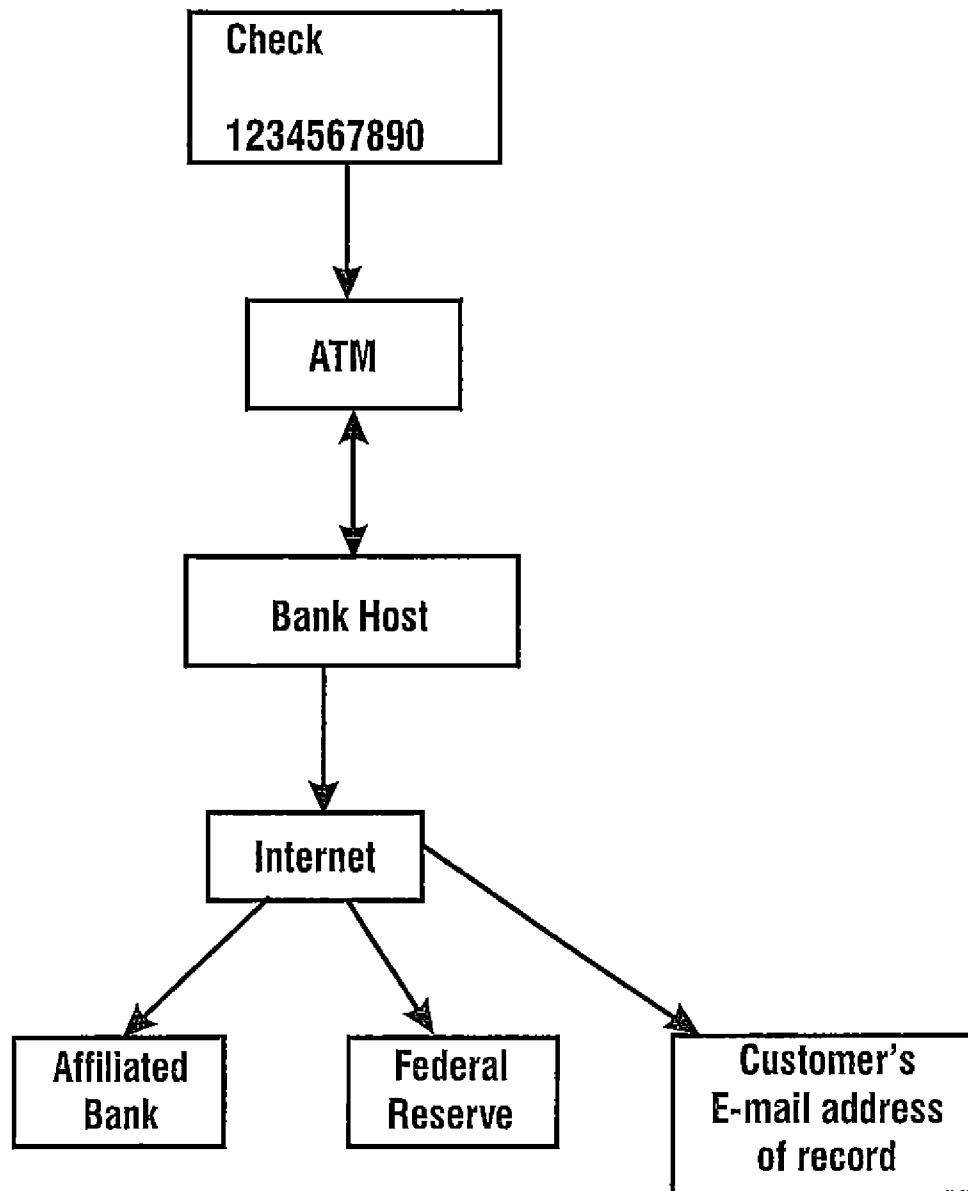 Check
1234567890
ATM
Bank Host
Internet
Affiliated
Bank
Federal
Reserve
Customer's
E-mail address
of record